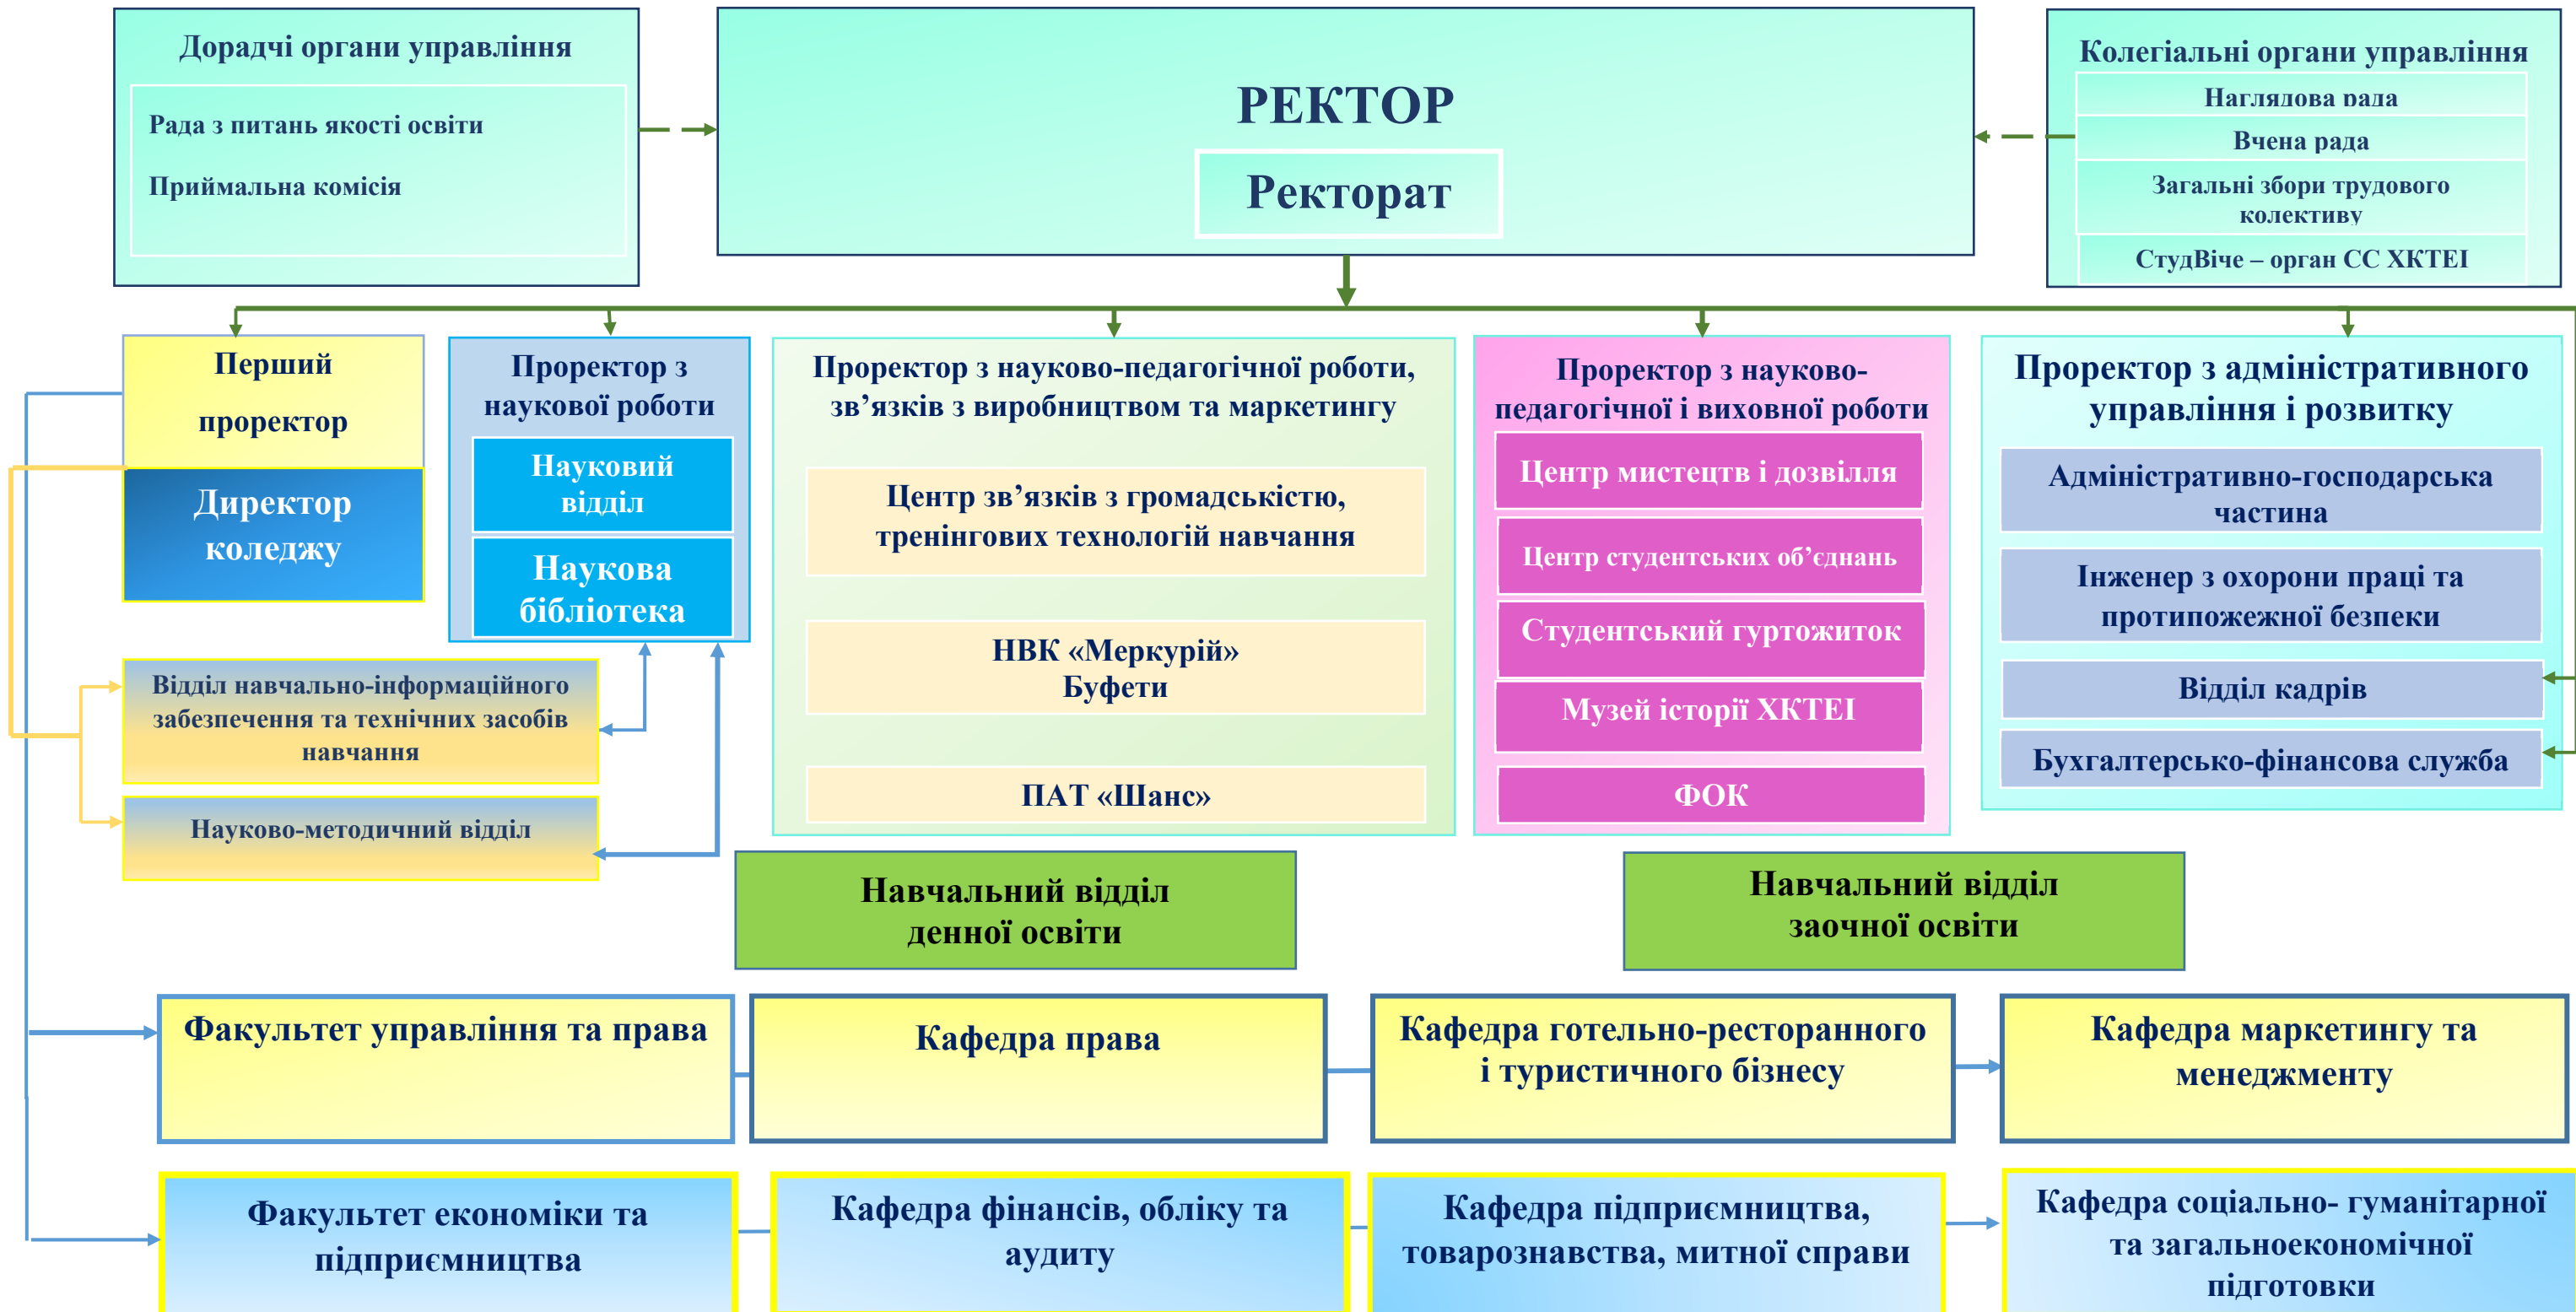 Дорадчі органи управління
Рада з питань якості освіти
Приймальна комісія
РЕКТОР
Ректорат
Колегіальні органи управління
Наглядова рада
Вчена рада
Загальні збори трудового
колективу
СтудВіче – орган СС ХКТЕІ
Перший
проректор
Директор
коледжу
Проректор з
наукової роботи
Науковий
відділ
Наукова
бібліотека
Проректор з науково-педагогічної роботи,
зв’язків з виробництвом та маркетингу
Центр зв’язків з громадськістю,
тренінгових технологій навчання
НВК «Меркурій»
Буфети
ПАТ «Шанс»
Проректор з науково-
педагогічної і виховної роботи
Центр мистецтв і дозвілля
Центр студентських об’єднань
Студентський гуртожиток
Музей історії ХКТЕІ
ФОК
Проректор з адміністративного
управління і розвитку
Адміністративно-господарська
частина
Інженер з охорони праці та
протипожежної безпеки
Відділ кадрів
Бухгалтерсько-фінансова служба
Відділ навчально-інформаційного
забезпечення та технічних засобів
навчання
Науково-методичний відділ
Навчальний відділ
денної освіти
Навчальний відділ
заочної освіти
Факультет управління та права
Кафедра права
Кафедра готельно-ресторанного
і туристичного бізнесу
Кафедра маркетингу та
менеджменту
Факультет економіки та
підприємництва
Кафедра фінансів, обліку та
аудиту
Кафедра підприємництва,
товарознавства, митної справи
Кафедра соціально- гуманітарної
та загальноекономічної
підготовки